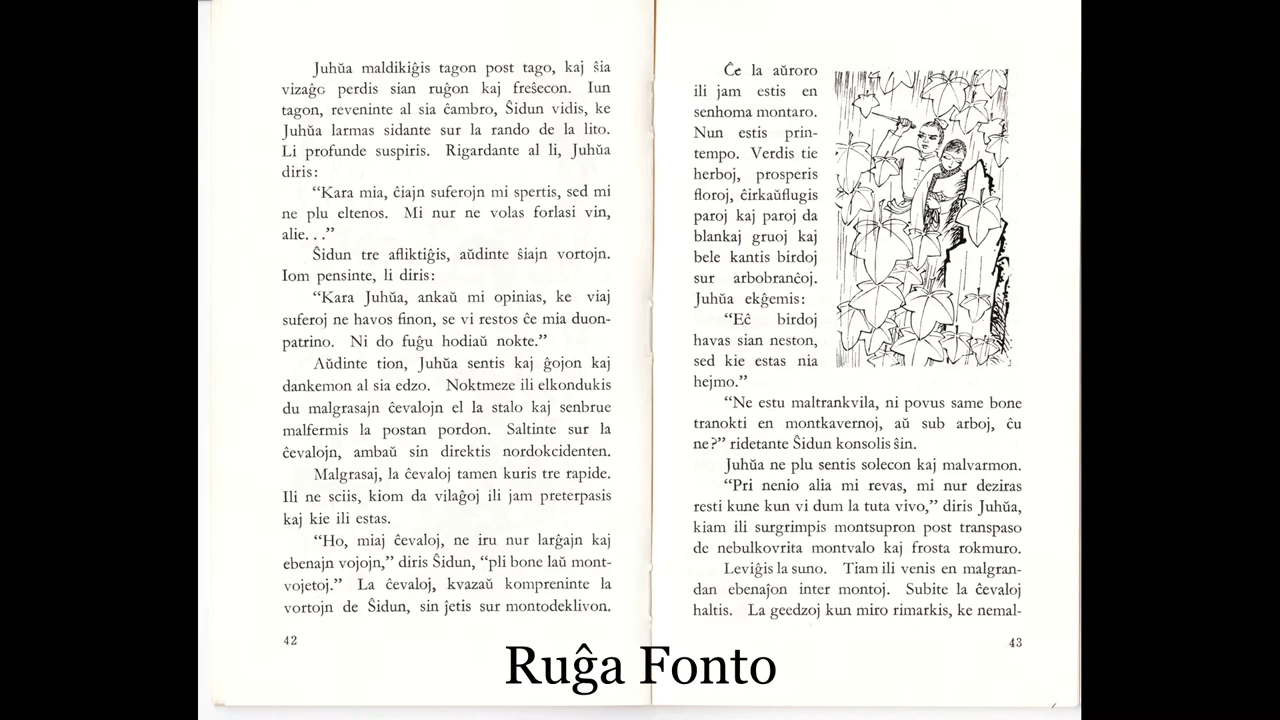 Juhŭa maldikiĝis tagon post tago, kaj ŝia
vizaĝo perdis sian ruĝon kaj freŝecon. Iun
tagon, reveninte al sia ĉambro, Ŝidun vidis, ke
Juhŭa larmas sidante sur la rando de la lito.
Li profunde suspiris. Rigardante al li, Juhŭa
diris:
“Kara mia, ĉiajn suferojn mi spertis, sed mi
ne plu eltenos. Mi nur ne volas forlasi vin,
alie. . .”
Ŝidun tre afliktiĝis, aŭdinte ŝiajn vortojn.
Iom pensinte, li diris:
“Kara Juhŭa, ankaŭ mi opinias, ke viaj
suferoj ne havos finon, se vi restos ĉe mia duon-
patrino. Ni do fuĝu hodiaŭ nokte.”
Aŭdinte tion, Juhŭa sentis kaj ĝojon kaj
dankemon al sia edzo. Noktmeze ili elkondukis
du malgrasajn ĉevalojn el la stalo kaj senbrue
malfermis la postan pordon. Saltinte sur la
ĉevalojn, ambaŭ sin direktis nordokcidenten.
Malgrasaj, la ĉevaloj tamen kuris tre rapide.
Ili ne sciis, kiom da vilaĝoj ili jam preterpasis
kaj kie ili estas.
“Ho, miaj ĉevaloj, ne iru nur larĝajn kaj
ebenajn vojojn,” diris Ŝidun, “pli bone laŭ mont-
vojetoj.” La ĉevaloj, kvazaŭ kompreninte la
vortojn de Ŝidun, sin jetis sur montodeklivon.
42
Ĉe la aŭroro
ili jam estis en
senhoma montaro.
Nun estis prin-
tempo. Verdis tie
herboj, prosperis
floroj, ĉirkaŭflugis
paroj kaj paroj da
blankaj gruoj kaj
bele kantis birdoj
sur arbobranĉoj.
Juhŭa ekĝemis:
“Eĉ birdoj
havas sian neston,
sed kie estas nia
hejmo.”
“Ne estu maltrankvila, ni povus same bone
tranokti en montkavernoj, aŭ sub arboj, ĉu
ne?” ridetante Ŝidun konsolis ŝin.
Juhŭa ne plu sentis solecon kaj malvarmon.
“Pri nenio alia mi revas, mi nur deziras
resti kune kun vi dum la tuta vivo,” diris Juhŭa,
kiam ili surgrimpis montsupron post transpaso
de nebulkovrita montvalo kaj frosta rokmuro.
Leviĝis la suno. Tiam ili venis en malgran-
dan ebenaĵon inter montoj. Subite la ĉevaloj
haltis. La geedzoj kun miro rimarkis, ke nemal-
43
Ruĝa Fonto